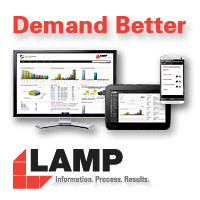 Demand Better
LAMP
Information. Process. Results.